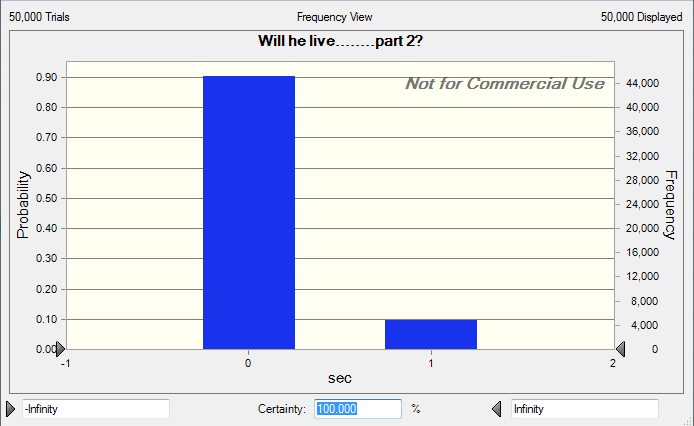 50,000 Trials Frequency View 50,000 Displayed
Will he live........part 2?
Not for Commercial Use
Probability
0.90
0.80
0.70
0.60
0.50
0.40
0.30
0.20
0.10
0.00
44,000
40,000
36,000
32,000
28,000
24,000
20,000
16,000
12,000
8,000
4,000
0
Frequency
-1 0 1 2
sec
-Infinity Certainty: 100.000 % Infinity